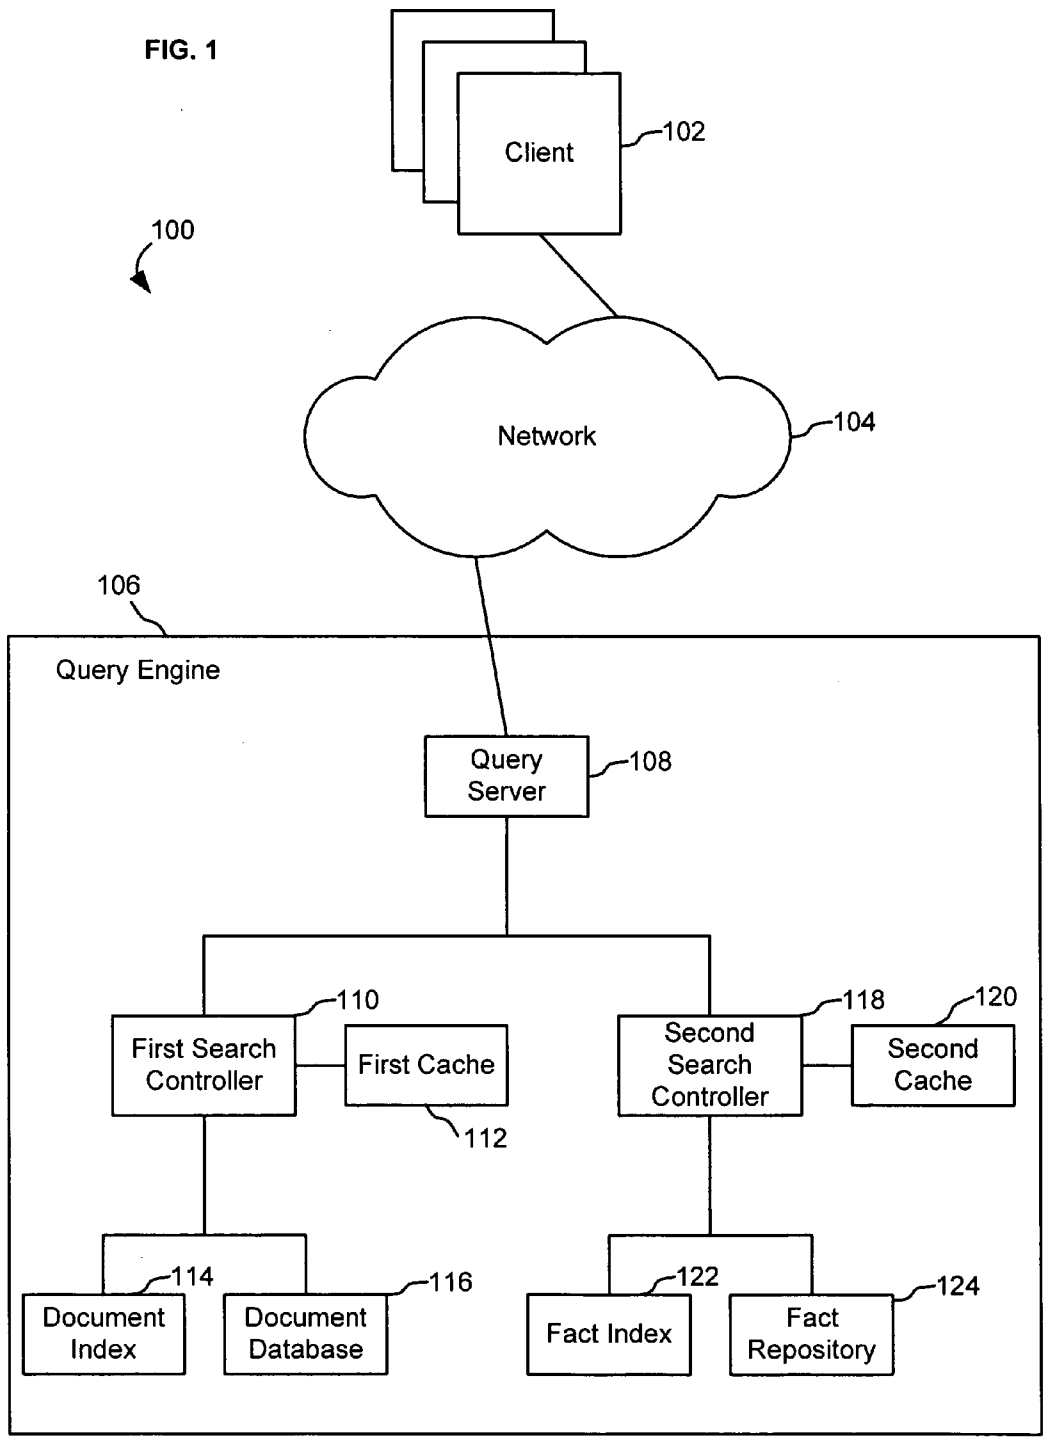 FIG. 1
Client
102
100
Network
104
106
Query Engine
Query
Server
108
110
First Search
Controller
First Cache
112
118
Second
Search
Controller
120
Second
Cache
114
Document
Index
116
Document
Database
122
Fact Index
124
Fact
Repository